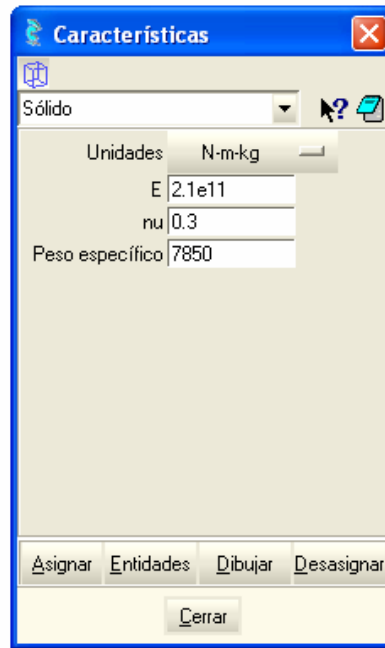 Características
Sólido
Unidades N-m-kg
E 2.1e11
nu 0.3
Peso específico 7850
Asignar Entidades Dibujar Desasignar
Cerrar